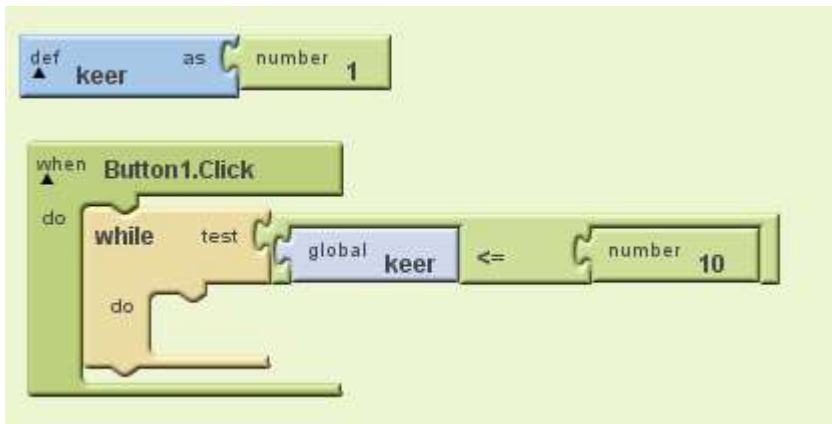 def keer as number 1
when Button1.Click
do while test global keer <= number 10
do